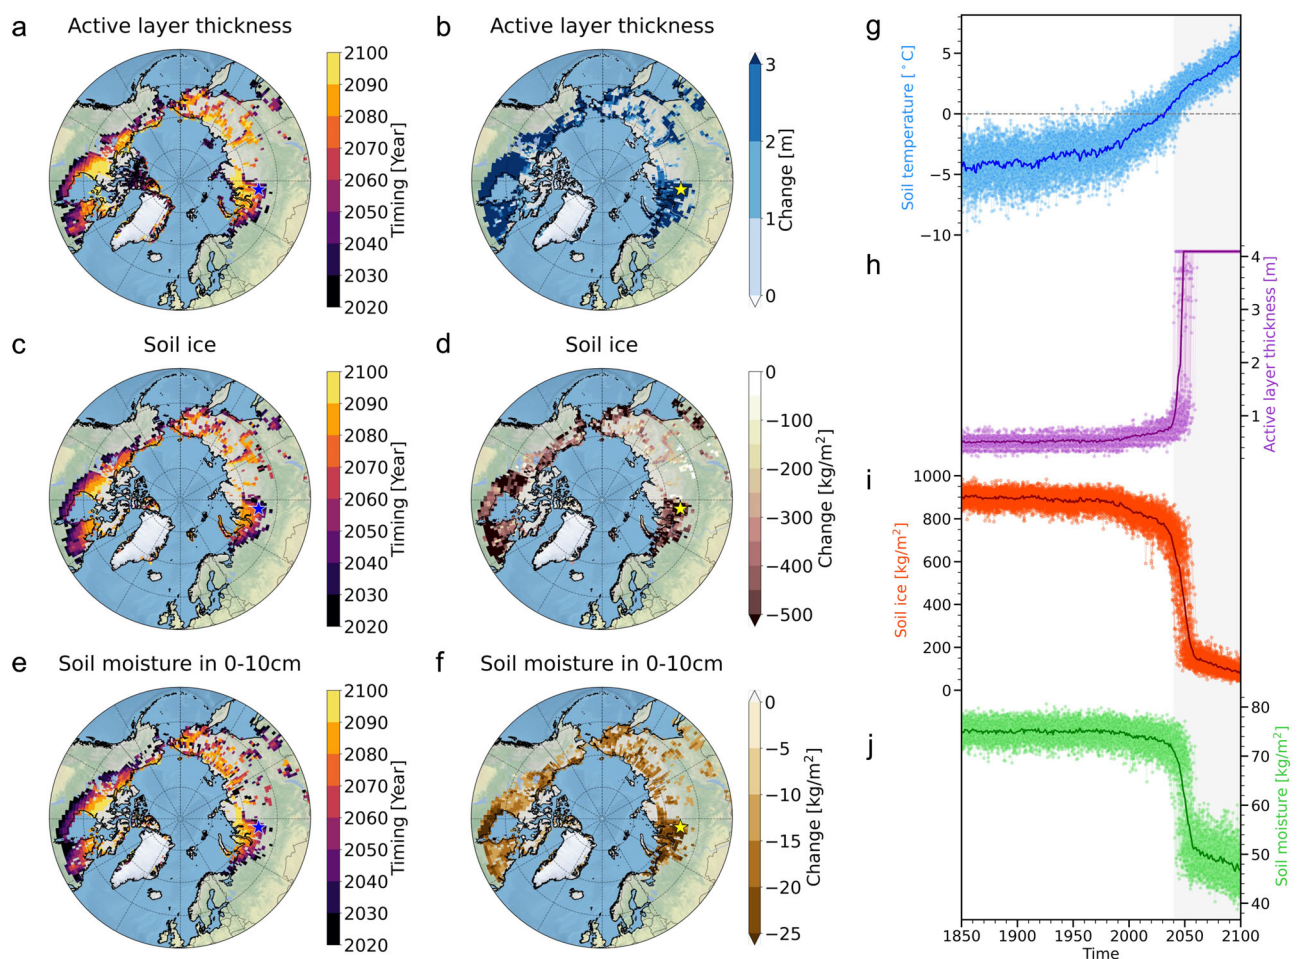 a Active layer thickness
2100
2090
2080
2070
2060
2050
2040
2030
2020
Timing [Year]
b Active layer thickness
3
2
1
0
Change [m]
c Soil ice
2100
2090
2080
2070
2060
2050
2040
2030
2020
Timing [Year]
d Soil ice
0
−100
−200
−300
−400
−500
Change [kg/m²]
e Soil moisture in 0-10cm
2100
2090
2080
2070
2060
2050
2040
2030
2020
Timing [Year]
f Soil moisture in 0-10cm
0
−5
−10
−15
−20
−25
Change [kg/m²]
g
Soil temperature [°C]
5
0
−5
−10
h
4
3
2
1
Active layer thickness [m]
i
Soil ice [kg/m²]
1000
800
600
400
200
0
j
80
70
60
50
40
Soil moisture [kg/m²]
1850 1900 1950 2000 2050 2100
Time